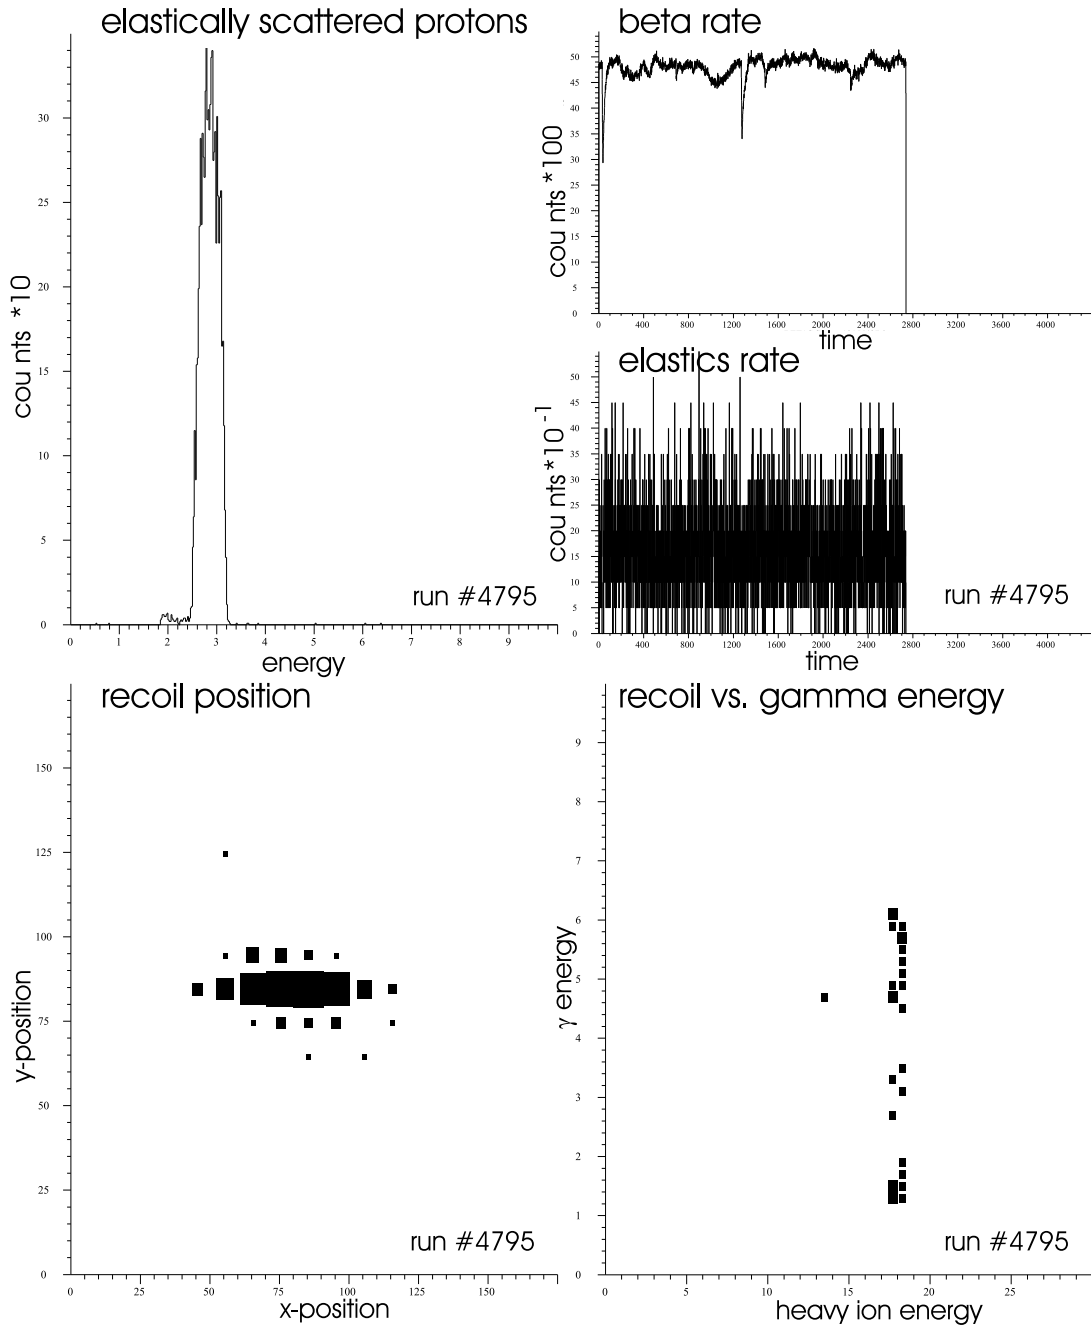 elastically scattered protons
cou nts *10
30
25
20
15
10
5
0
0 1 2 3 4 5 6 7 8 9
energy
run #4795
beta rate
cou nts *100
50
45
40
35
30
25
20
15
10
5
0
0 400 800 1200 1600 2000 2400 2800 3200 3600 4000
time
elastics rate
cou nts*10⁻¹
50
45
40
35
30
25
20
15
10
5
0
0 400 800 1200 1600 2000 2400 2800 3200 3600 4000
time
run #4795
recoil position
y-position
150
125
100
75
50
25
0
0 25 50 75 100 125 150
x-position
run #4795
recoil vs. gamma energy
γ energy
9
8
7
6
5
4
3
2
1
0
0 5 10 15 20 25
heavy ion energy
run #4795